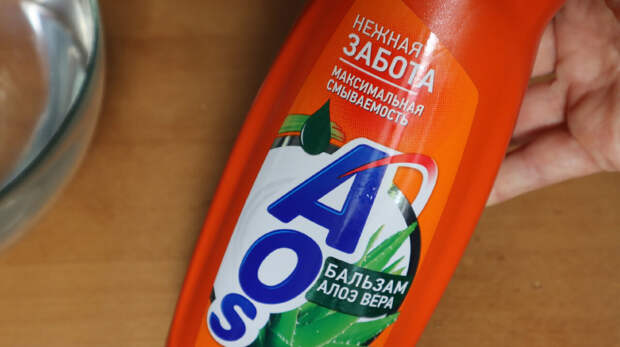 НЕЖНАЯ
ЗАБОТА
МАКСИМАЛЬНАЯ
СМЫВАЕМОСТЬ
AOS
БАЛЬЗАМ
АЛОЭ ВЕРА